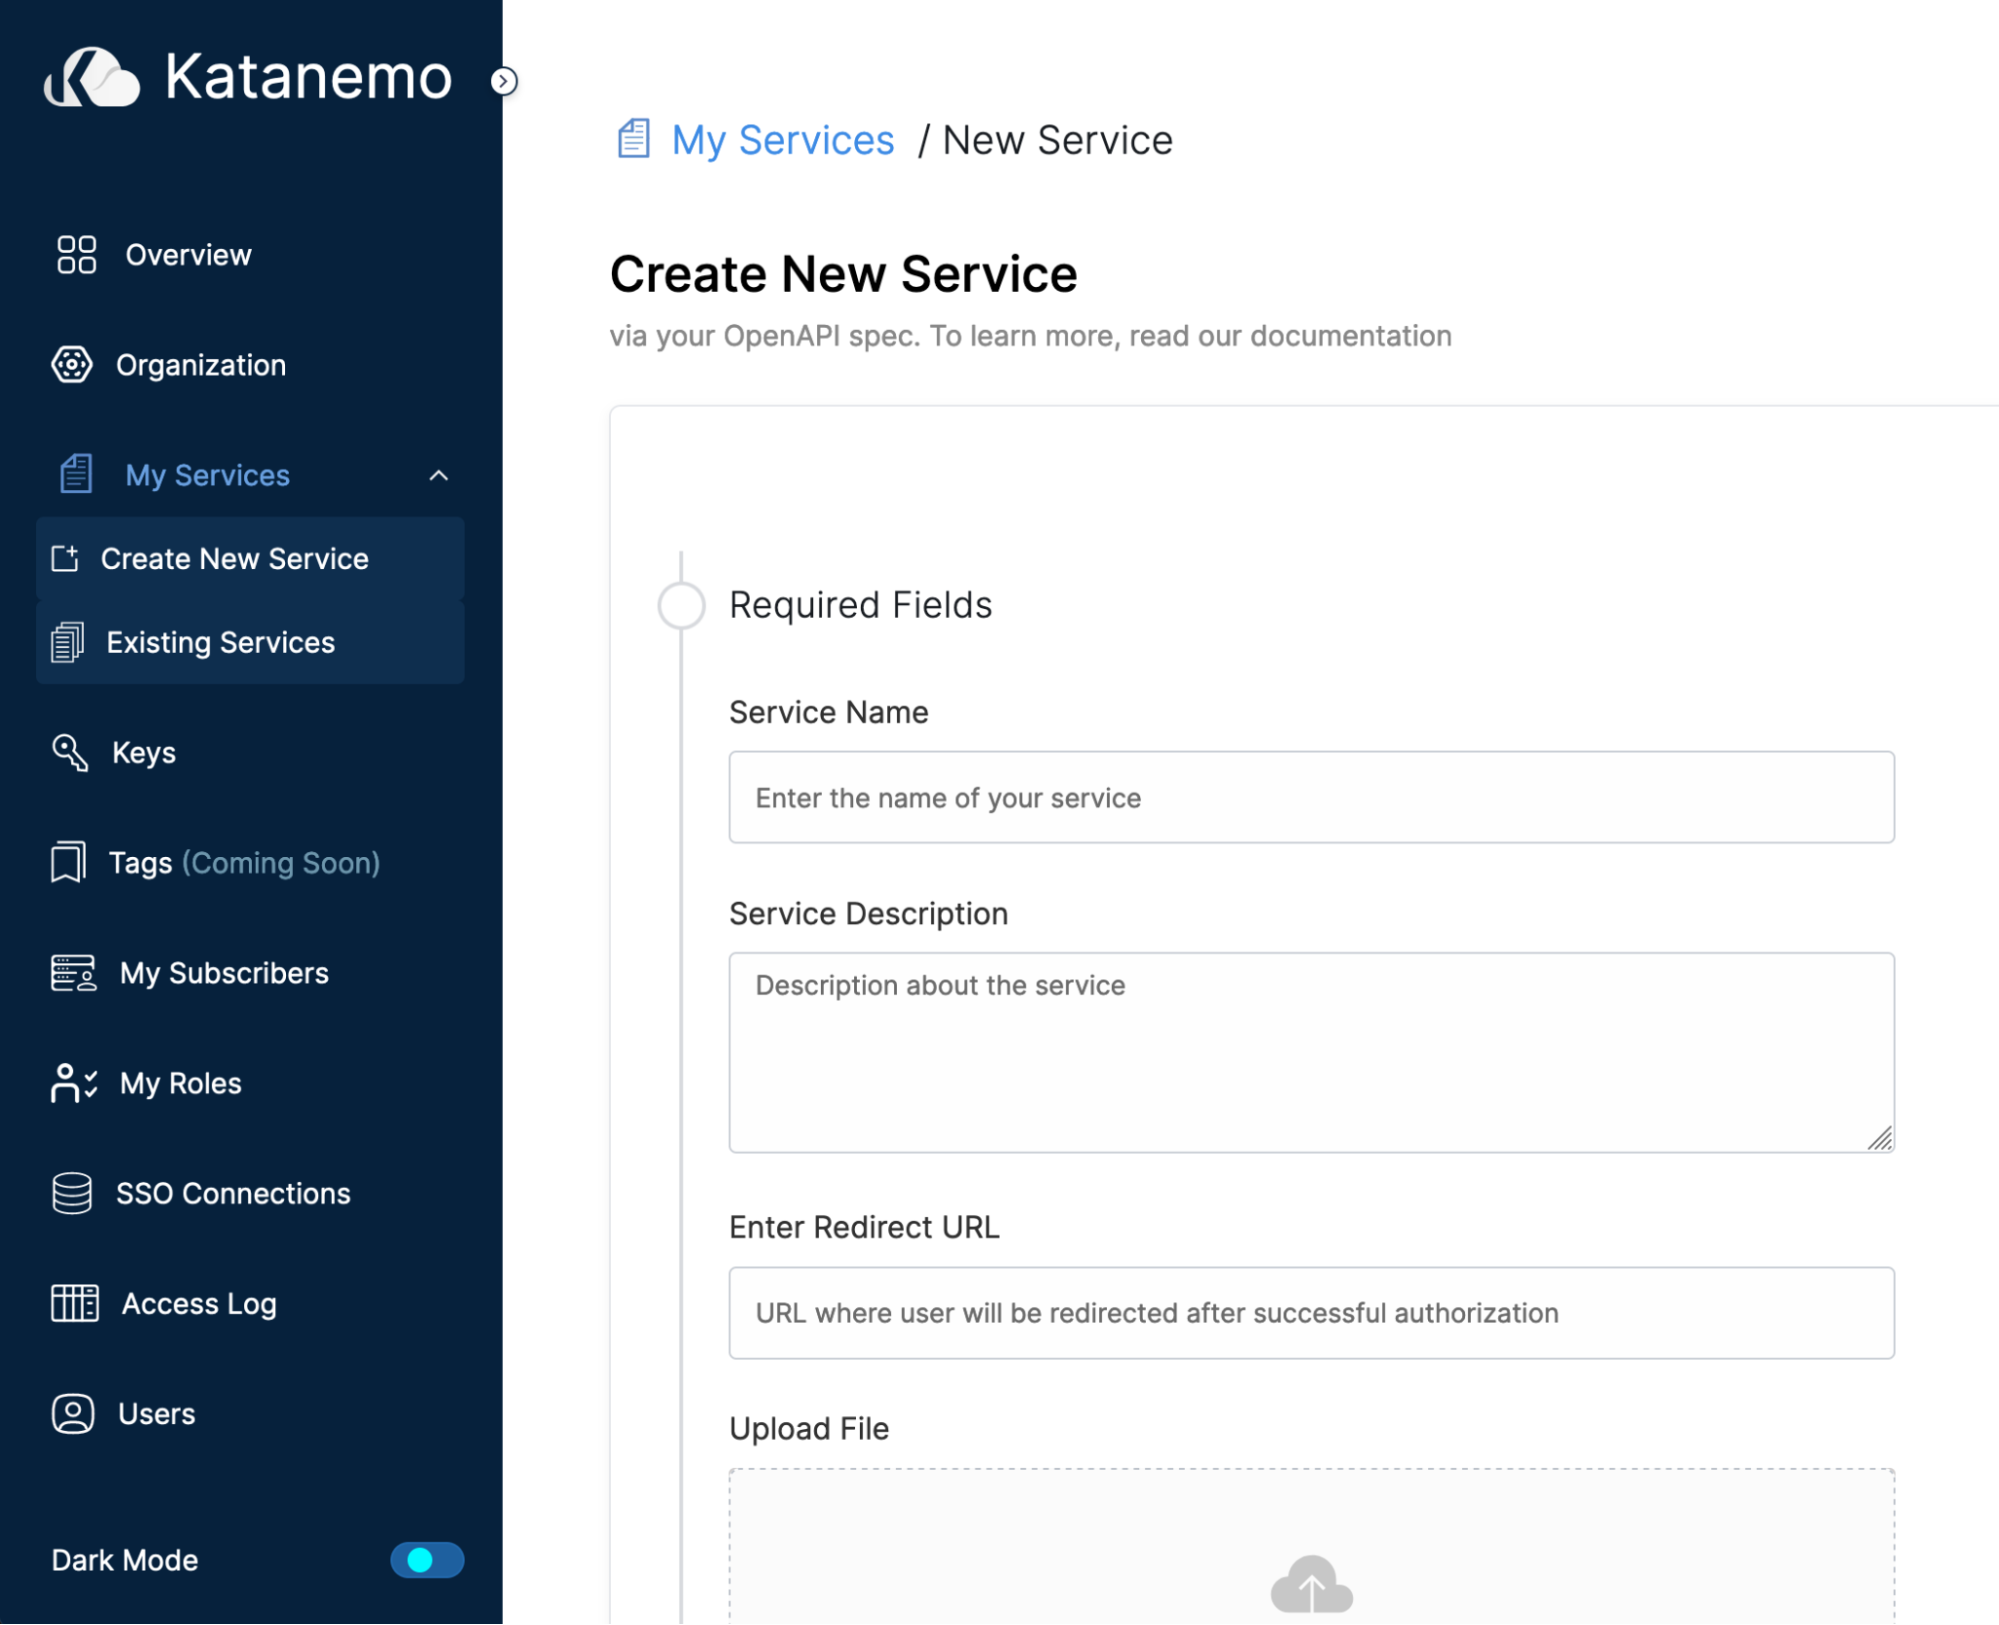 Katanemo
Overview
Organization
My Services
Create New Service
Existing Services
Keys
Tags (Coming Soon)
My Subscribers
My Roles
SSO Connections
Access Log
Users
Dark Mode
My Services / New Service
Create New Service
via your OpenAPI spec. To learn more, read our documentation
Required Fields
Service Name
Enter the name of your service
Service Description
Description about the service
Enter Redirect URL
URL where user will be redirected after successful authorization
Upload File